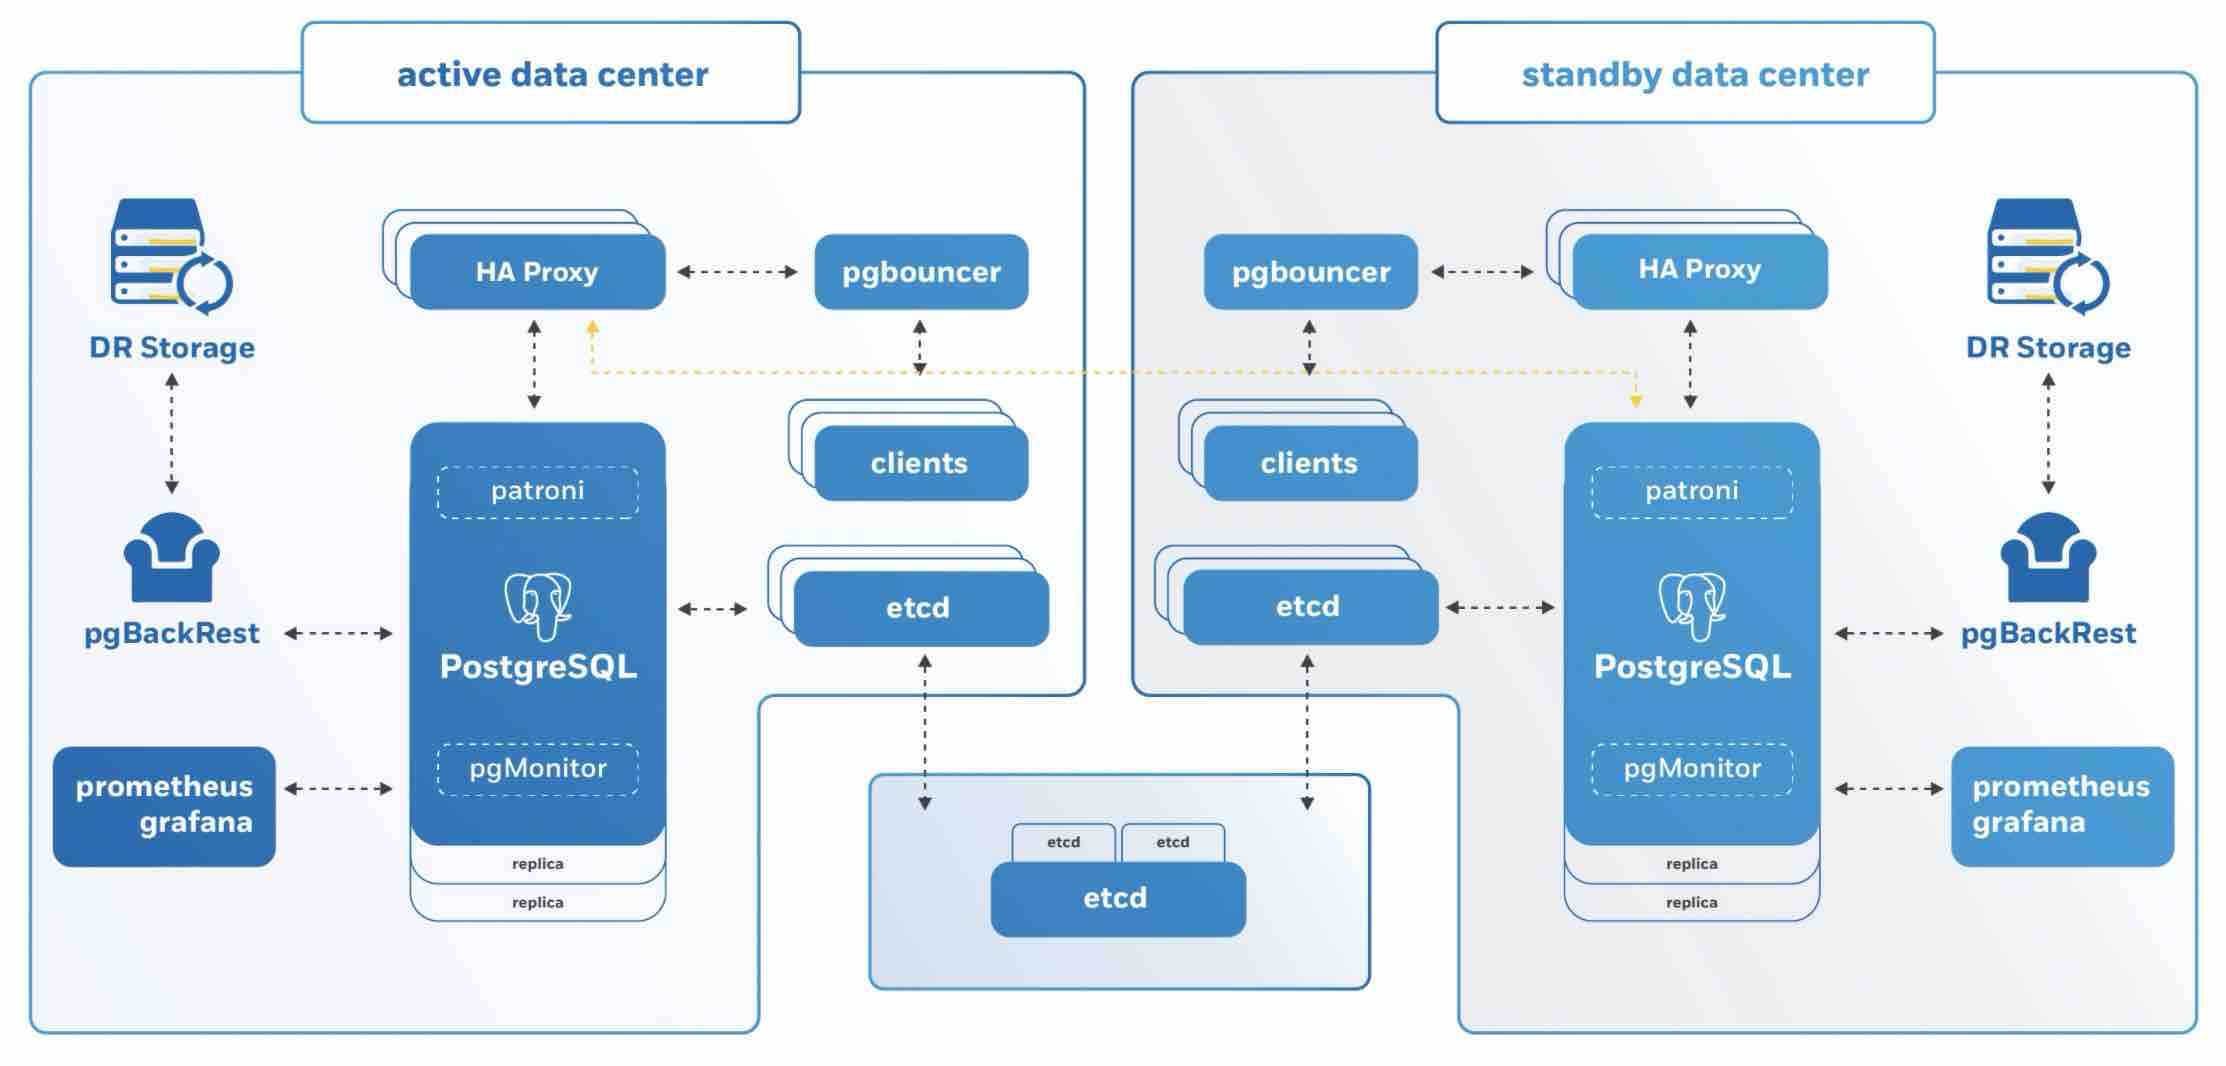 active data center
standby data center
HA Proxy
pgbouncer
pgbouncer
HA Proxy
DR Storage
DR Storage
clients
clients
patroni
patroni
etcd
etcd
pgBackRest
PostgreSQL
PostgreSQL
pgBackRest
pgMonitor
pgMonitor
prometheus
grafana
prometheus
grafana
etcd
etcd
etcd
replica
replica
replica
replica